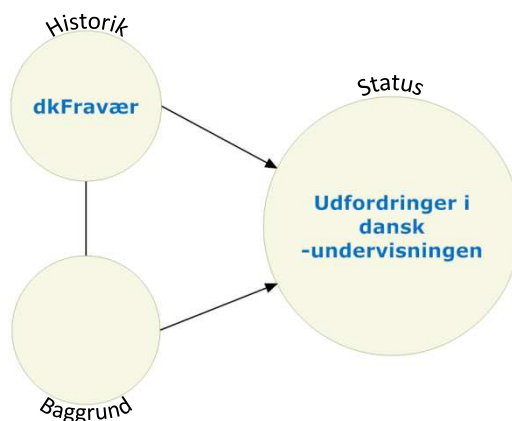 Historik
dkFravær
Status
Udfordringer i
dansk
-undervisningen
Baggrund